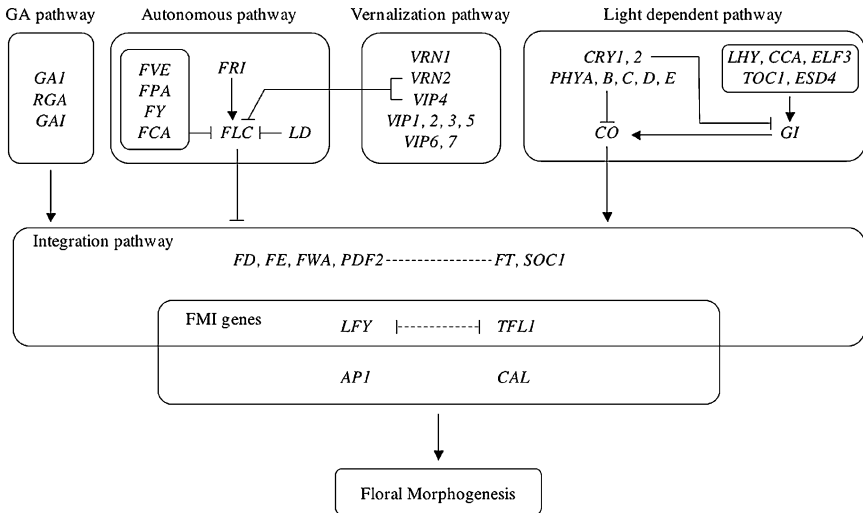 GA pathway
Autonomous pathway
Vernalization pathway
Light dependent pathway
GA1
RGA
GAI
FVE
FPA
FY
FCA
FRI
FLC
LD
VRN1
VRN2
VIP4
VIP1, 2, 3, 5
VIP6, 7
CRY1, 2
PHYA, B, C, D, E
CO
LHY, CCA, ELF3
TOC1, ESD4
GI
Integration pathway
FD, FE, FWA, PDF2
FT, SOC1
FMI genes
LFY
TFL1
AP1
CAL
Floral Morphogenesis